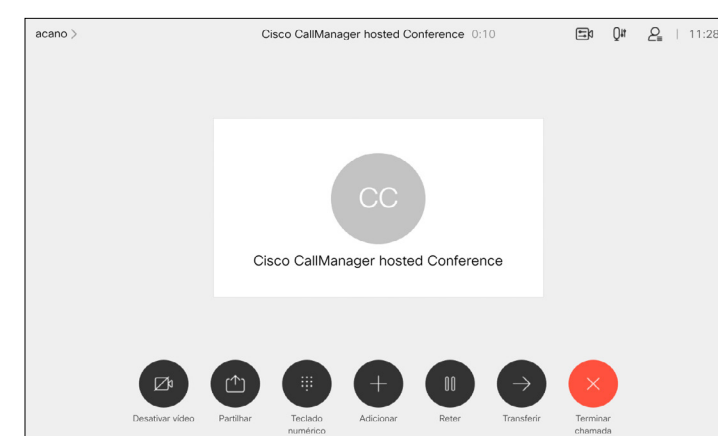 acano
Cisco CallManager hosted Conference 0:10
11:28
CC
Cisco CallManager hosted Conference
Desativar vídeo
Partilhar
Teclado
numérico
Adicionar
Reter
Transferir
Terminar
chamada